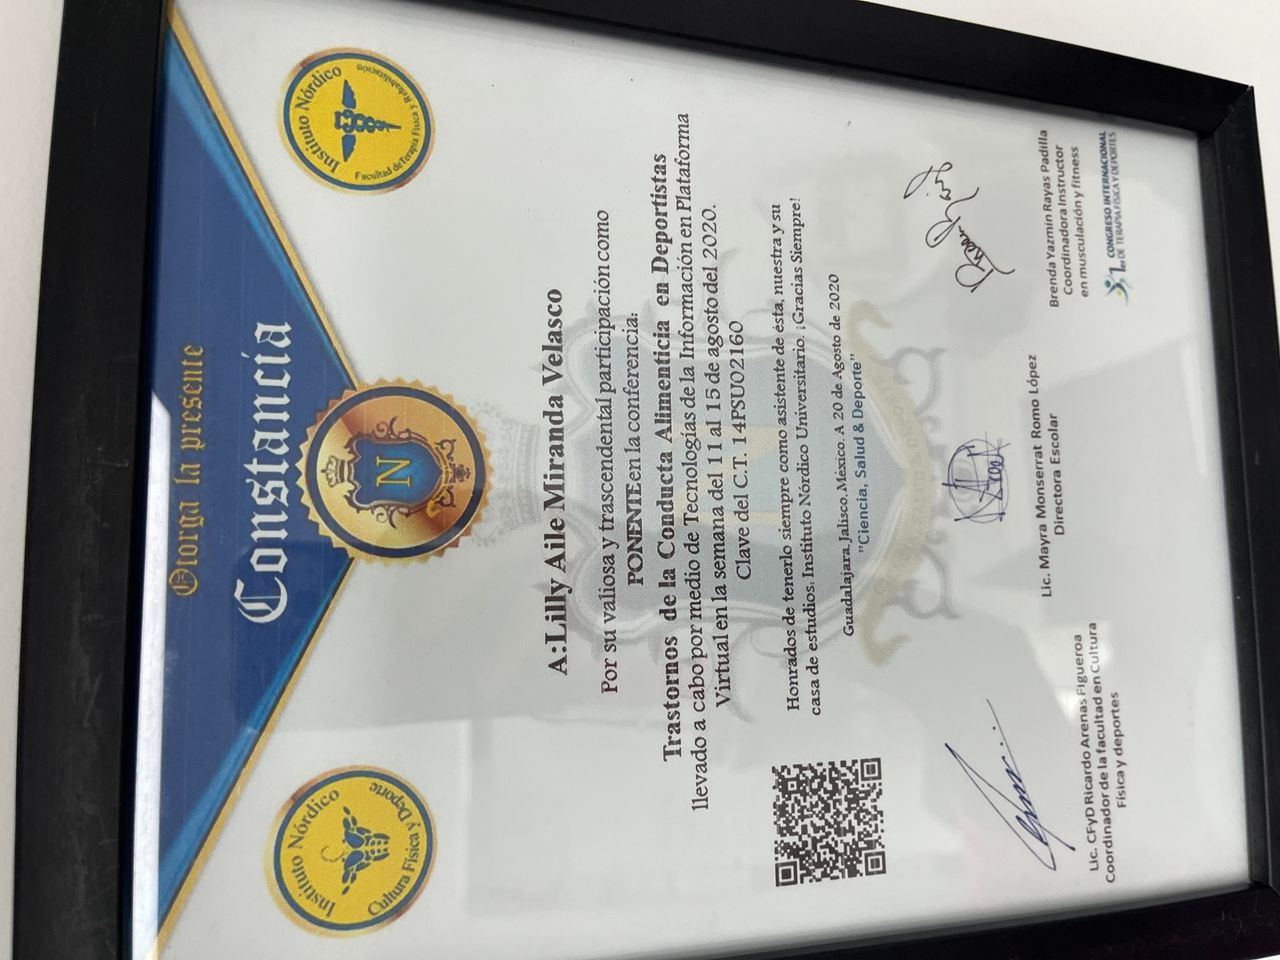 Otorga la presente
Constancia
Instituto Nórdico
Cultura Física y Deporte
N
Instituto Nórdico
Facultad de Terapia Física y Rehabilitación
A:Lilly Aile Miranda Velasco
Por su valiosa y trascendental participación como
PONENTE en la conferencia:
Trastornos de la Conducta Alimenticia en Deportistas
llevado a cabo por medio de Tecnologías de la Información en Plataforma
Virtual en la semana del 11 al 15 de agosto del 2020.
Clave del C.T. 14PSU0216O
Honrados de tenerlo siempre como asistente de ésta, nuestra y su
casa de estudios. Instituto Nórdico Universitario. ¡Gracias Siempre!
Guadalajara, Jalisco. México. A 20 de Agosto de 2020
"Ciencia, Salud & Deporte"
Lic. CFyD Ricardo Arenas Figueroa
Coordinador de la facultad en Cultura
Física y deportes
Lic. Mayra Monserrat Romo López
Directora Escolar
Brenda Yazmin Rayas Padilla
Coordinadora Instructor
en musculación y fitness
1er CONGRESO INTERNACIONAL
DE TERAPIA FÍSICA Y DEPORTES